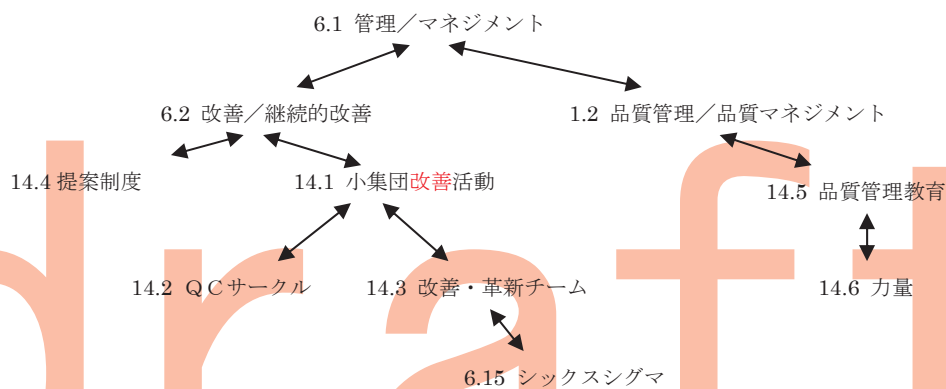 6.1 管理／マネジメント
6.2 改善／継続的改善
1.2 品質管理／品質マネジメント
14.4 提案制度
14.1 小集団改善活動
14.5 品質管理教育
14.2 ＱＣサークル
14.3 改善・革新チーム
14.6 力量
6.15 シックスシグマ
draft